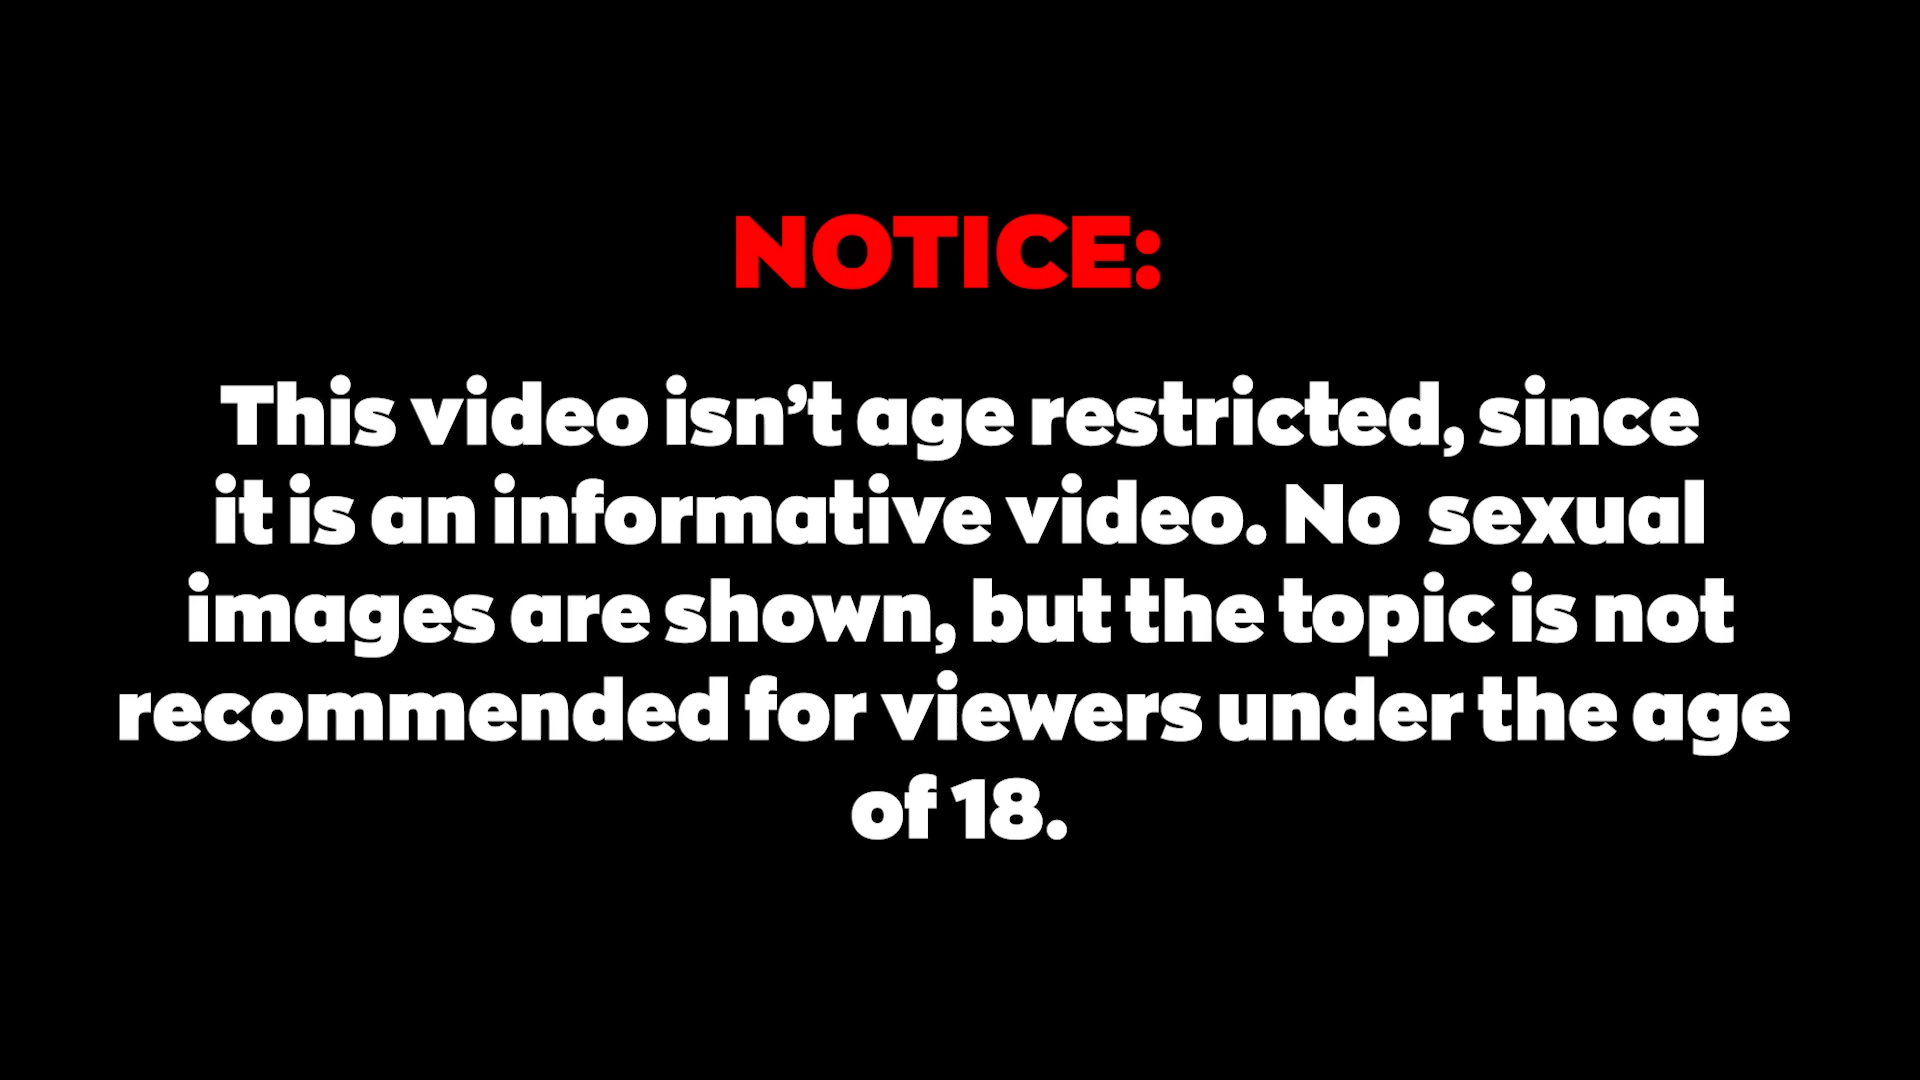 NOTICE:
This video isn’t age restricted, since
it is an informative video. No sexual
images are shown, but the topic is not
recommended for viewers under the age
of 18.